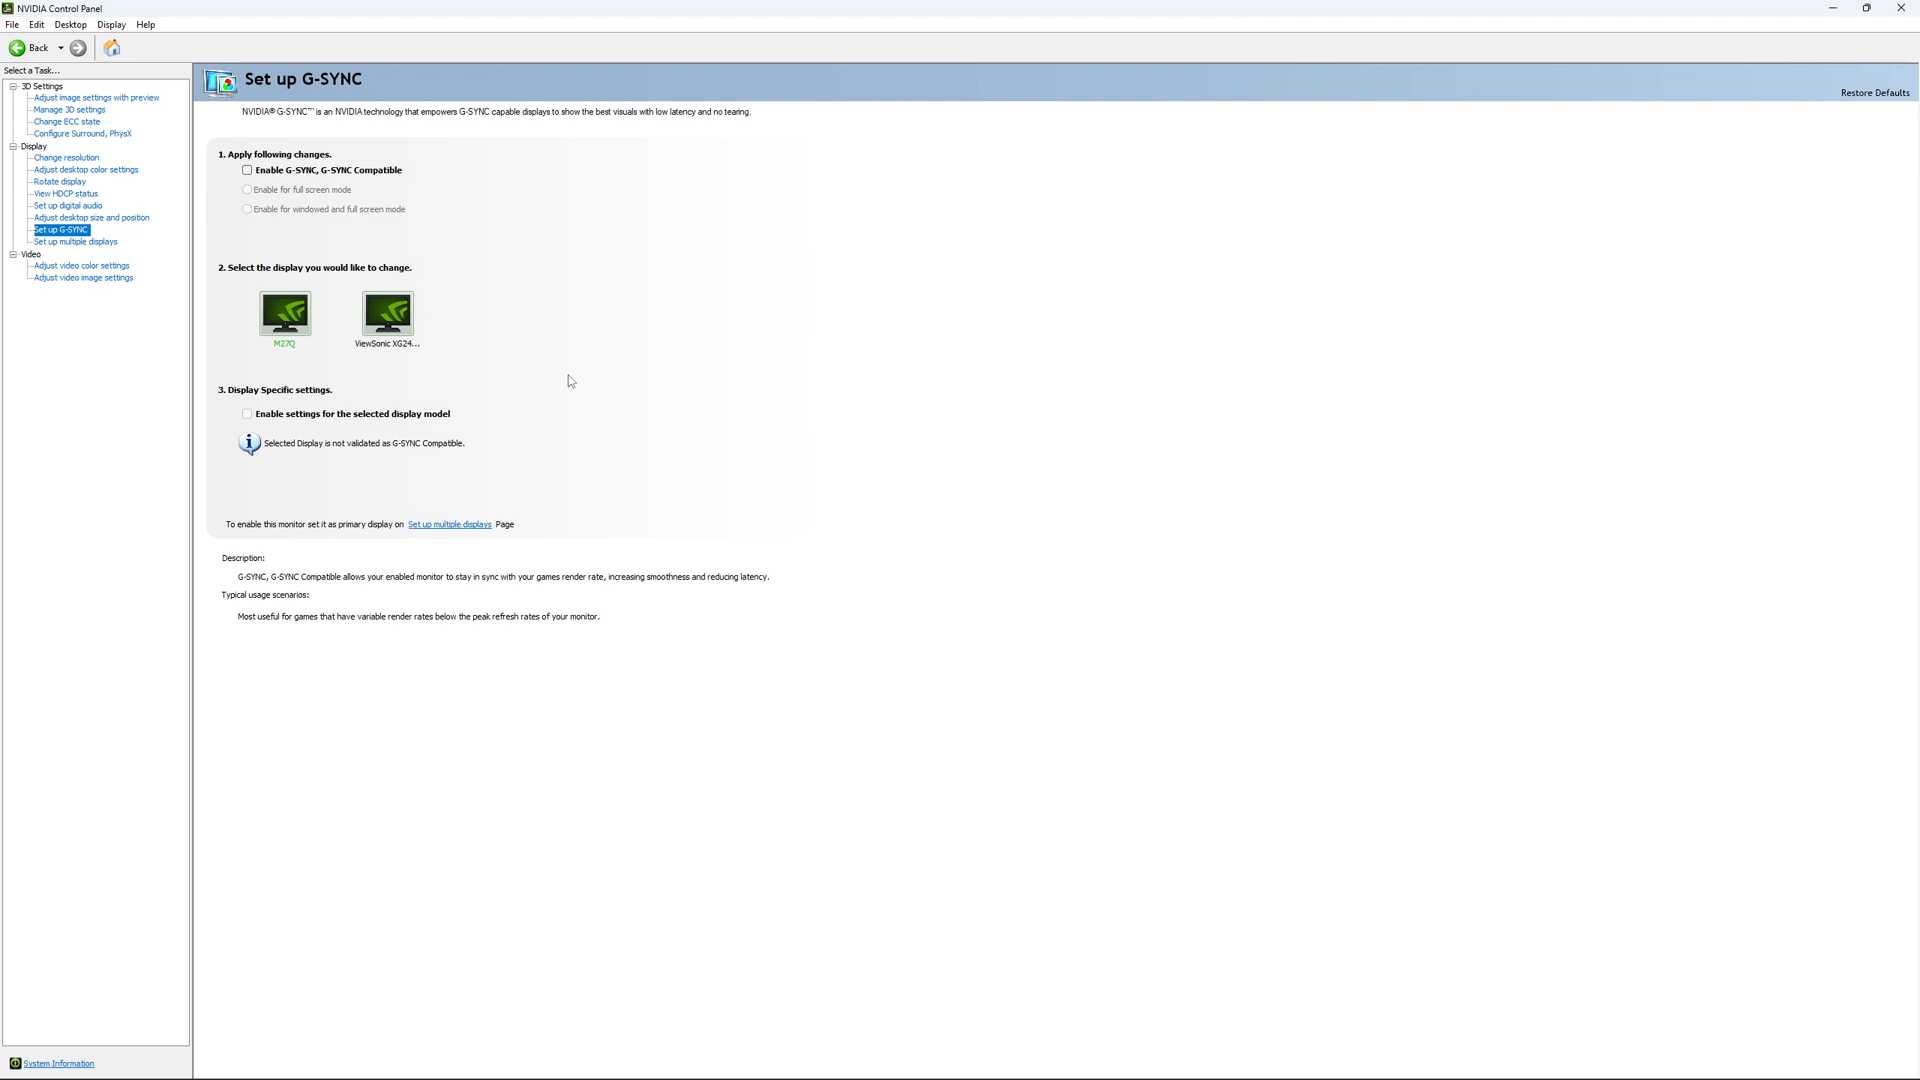 NVIDIA Control Panel
File Edit Desktop Display Help
Back
Select a Task...
3D Settings
Adjust image settings with preview
Manage 3D settings
Change ECC state
Configure Surround, PhysX
Display
Change resolution
Adjust desktop color settings
Rotate display
View HDCP status
Set up digital audio
Adjust desktop size and position
Set up G-SYNC
Set up multiple displays
Video
Adjust video color settings
Adjust video image settings
System Information
Set up G-SYNC
Restore Defaults
NVIDIA® G-SYNC™ is an NVIDIA technology that empowers G-SYNC capable displays to show the best visuals with low latency and no tearing.
1. Apply following changes.
Enable G-SYNC, G-SYNC Compatible
Enable for full screen mode
Enable for windowed and full screen mode
2. Select the display you would like to change.
M27Q ViewSonic XG24...
3. Display Specific settings.
Enable settings for the selected display model
Selected Display is not validated as G-SYNC Compatible.
To enable this monitor set it as primary display on Set up multiple displays Page
Description:
G-SYNC, G-SYNC Compatible allows your enabled monitor to stay in sync with your games render rate, increasing smoothness and reducing latency.
Typical usage scenarios:
Most useful for games that have variable render rates below the peak refresh rates of your monitor.